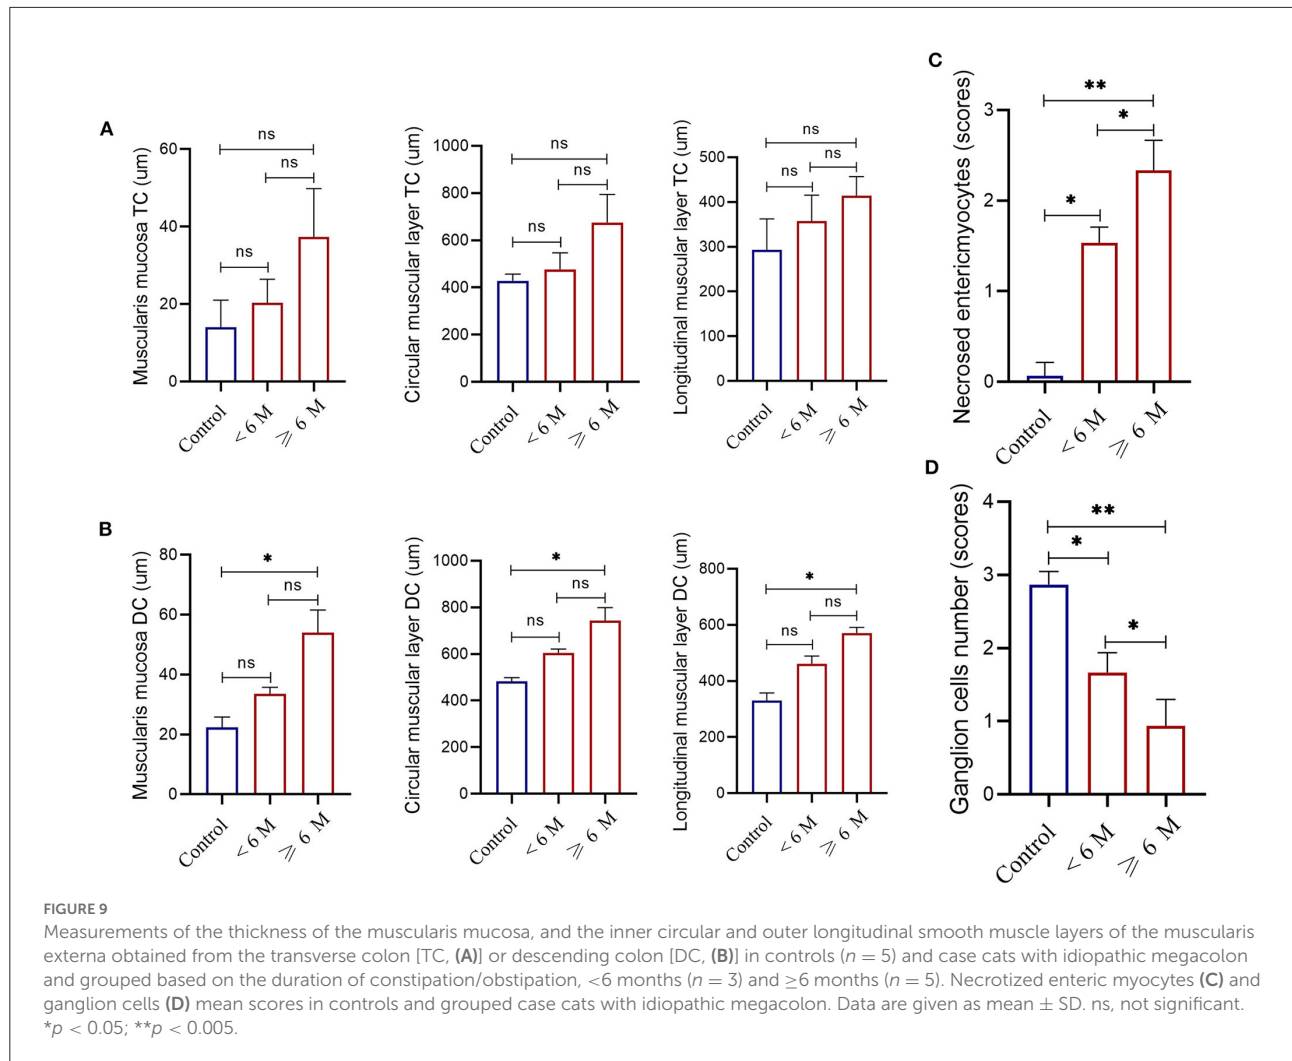 A
Muscularis mucosa TC (um)
60
40
20
0
ns
ns
ns
Control
< 6 M
⩾ 6 M
Circular muscular layer TC (um)
1000
800
600
400
200
0
ns
ns
ns
Control
< 6 M
⩾ 6 M
Longitudinal muscular layer TC (um)
500
400
300
200
100
0
ns
ns
ns
Control
< 6 M
⩾ 6 M
C
Necrosed entericmyocytes (scores)
3
2
1
0
**
*
*
Control
< 6 M
⩾ 6 M
B
Muscularis mucosa DC (um)
80
60
40
20
0
*
ns
ns
Control
< 6 M
⩾ 6 M
Circular muscular layer DC (um)
1000
800
600
400
200
0
*
ns
ns
Control
< 6 M
⩾ 6 M
Longitudinal muscular layer DC (um)
800
600
400
200
0
*
ns
ns
Control
< 6 M
⩾ 6 M
D
Ganglion cells number (scores)
4
3
2
1
0
**
*
*
Control
< 6 M
⩾ 6 M
FIGURE 9
Measurements of the thickness of the muscularis mucosa, and the inner circular and outer longitudinal smooth muscle layers of the muscularis
externa obtained from the transverse colon [TC, (A)] or descending colon [DC, (B)] in controls (n = 5) and case cats with idiopathic megacolon
and grouped based on the duration of constipation/obstipation, <6 months (n = 3) and ≥6 months (n = 5). Necrotized enteric myocytes (C) and
ganglion cells (D) mean scores in controls and grouped case cats with idiopathic megacolon. Data are given as mean ± SD. ns, not significant.
*p < 0.05; **p < 0.005.